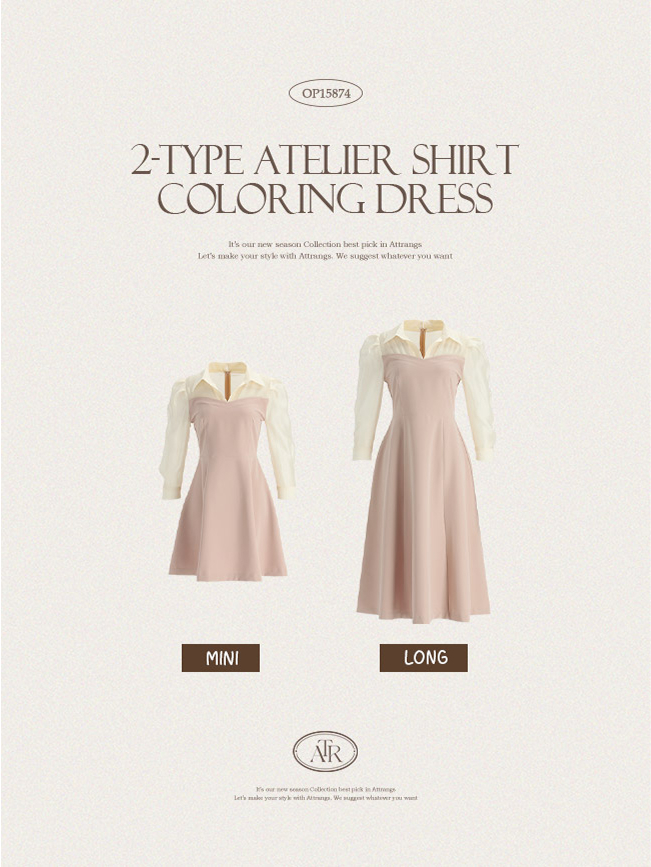 OP15874
2-TYPE ATELIER SHIRT
COLORING DRESS
It's our new season Collection best pick in Attrangs
Let's make your style with Attrangs. We suggest whatever you want
MINI
LONG
ATR
It's our new season Collection best pick in Attrangs
Let's make your style with Attrangs. We suggest whatever you want